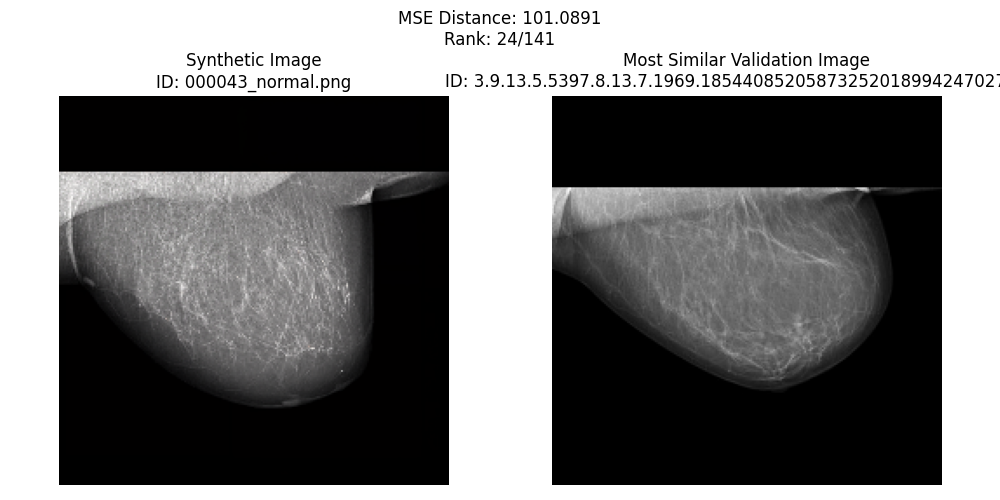 MSE Distance: 101.0891
Rank: 24/141
Synthetic Image
ID: 000043_normal.png
Most Similar Validation Image
ID: 3.9.13.5.5397.8.13.7.1969.18544085205873252018994247027